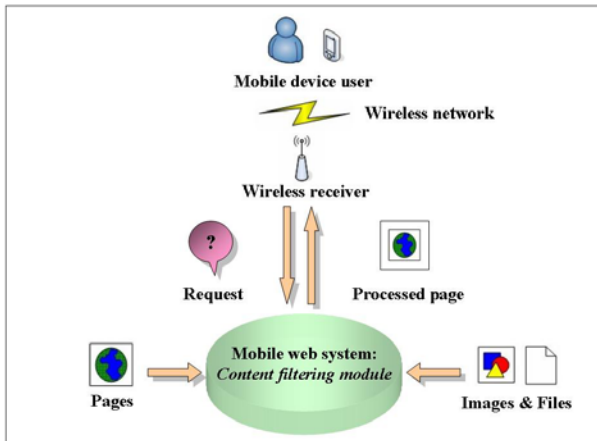 Mobile device user
Wireless network
Wireless receiver
?
Request
Processed page
Mobile web system:
Content filtering module
Pages
Images & Files